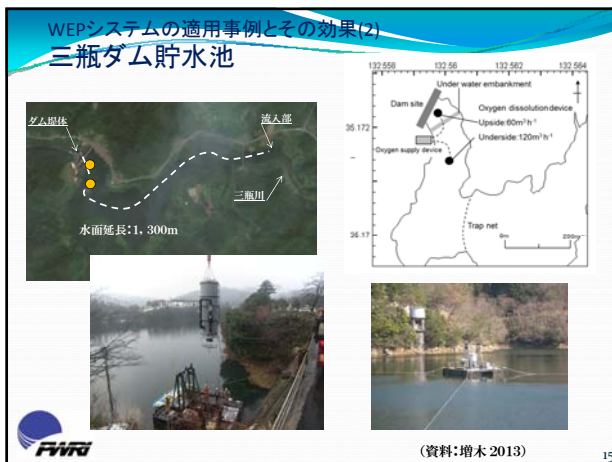 WEPシステムの適用事例とその効果(2)
三瓶ダム貯水池
ダム堤体
流入部
三瓶川
水面延長:1, 300m
132.558
132.56
132.562
132.564
Under water embankment
Dam site
Oxygen dissolution device
Upside:60m³h⁻¹
Underside:120m³h⁻¹
35.172
Oxygen supply device
35.17
Trap net
0m
200m
PWRI
(資料:増木 2013)